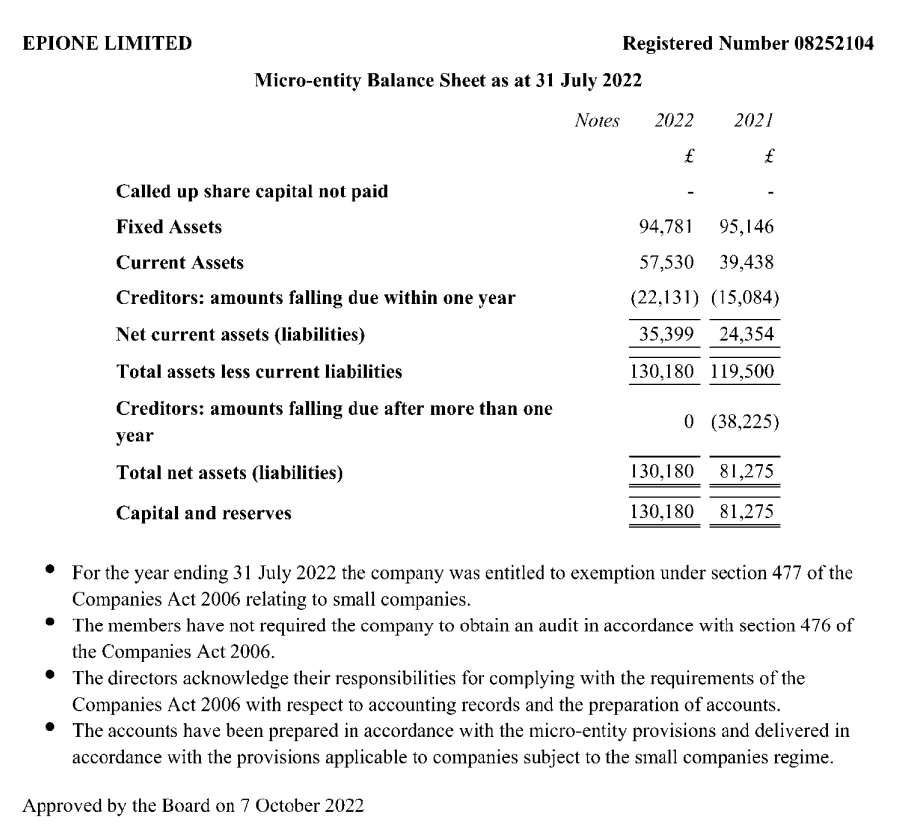 EPIONE LIMITED Registered Number 08252104
Micro-entity Balance Sheet as at 31 July 2022
Notes 2022 2021
£ £
Called up share capital not paid - -
Fixed Assets 94,781 95,146
Current Assets 57,530 39,438
Creditors: amounts falling due within one year (22,131) (15,084)
Net current assets (liabilities) 35,399 24,354
Total assets less current liabilities 130,180 119,500
Creditors: amounts falling due after more than one
year 0 (38,225)
Total net assets (liabilities) 130,180 81,275
Capital and reserves 130,180 81,275
• For the year ending 31 July 2022 the company was entitled to exemption under section 477 of the
Companies Act 2006 relating to small companies.
• The members have not required the company to obtain an audit in accordance with section 476 of
the Companies Act 2006.
• The directors acknowledge their responsibilities for complying with the requirements of the
Companies Act 2006 with respect to accounting records and the preparation of accounts.
• The accounts have been prepared in accordance with the micro-entity provisions and delivered in
accordance with the provisions applicable to companies subject to the small companies regime.
Approved by the Board on 7 October 2022